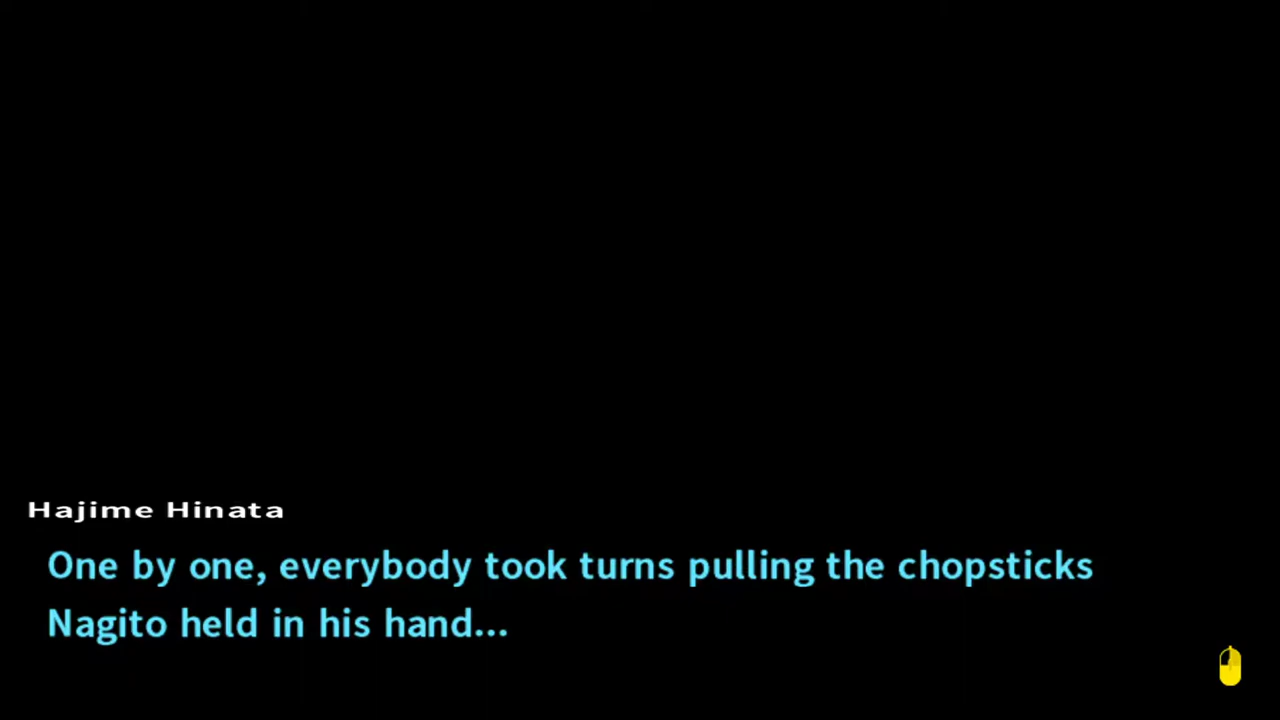 Hajime Hinata
One by one, everybody took turns pulling the chopsticks
Nagito held in his hand...